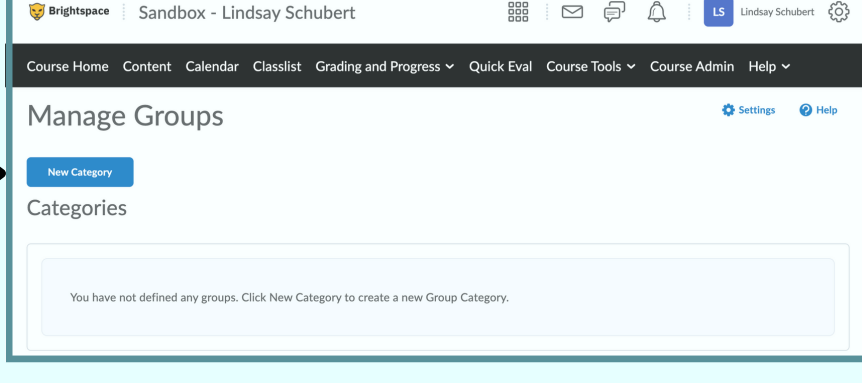 Brightspace Sandbox - Lindsay Schubert LS Lindsay Schubert
Course Home Content Calendar Classlist Grading and Progress Quick Eval Course Tools Course Admin Help
Manage Groups Settings Help
New Category
Categories
You have not defined any groups. Click New Category to create a new Group Category.